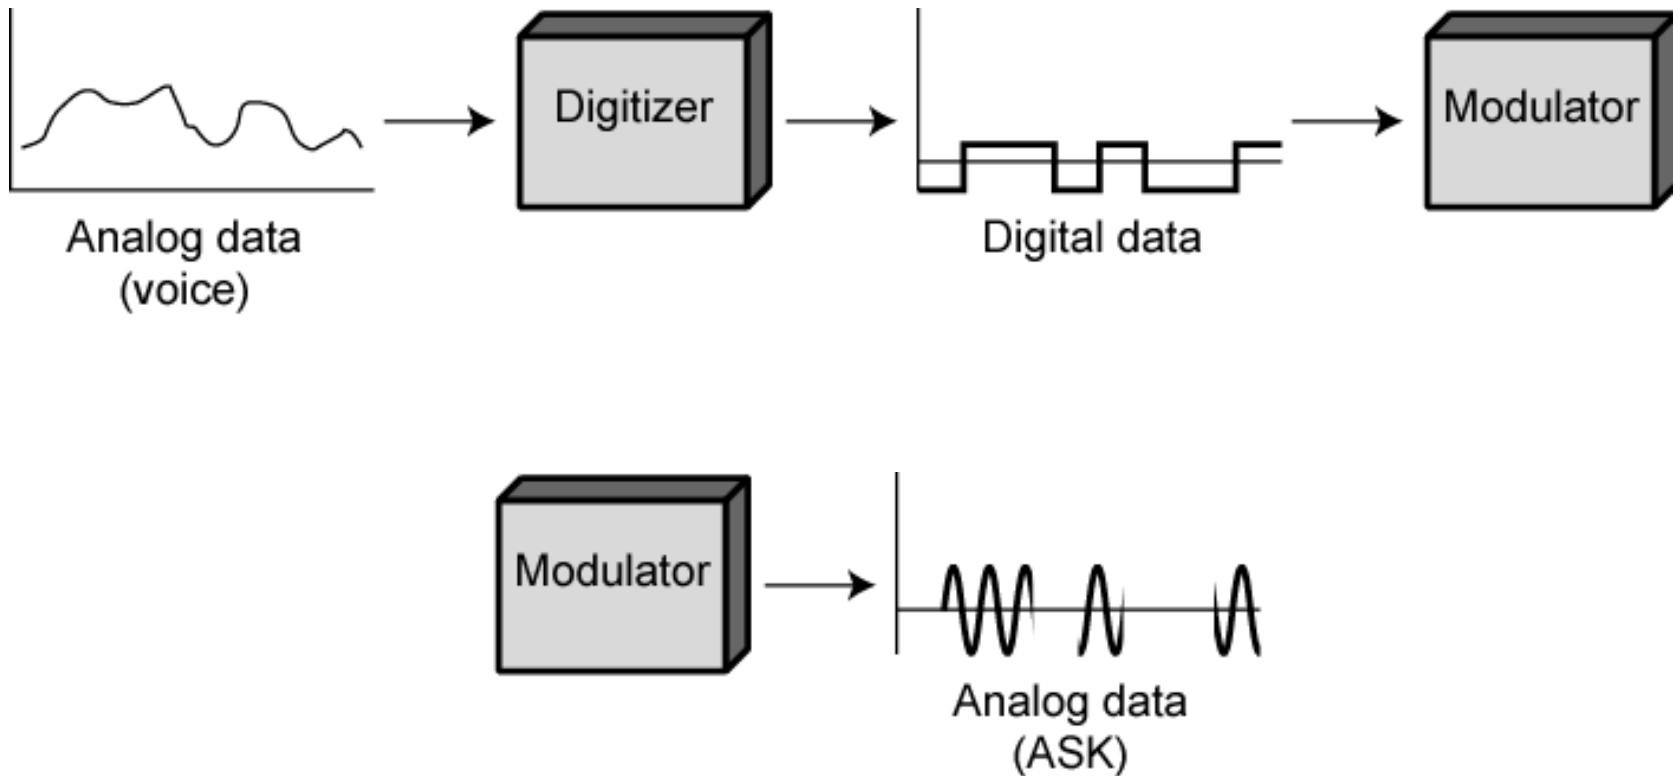 Digitizer
Modulator
Analog data
(voice)
Digital data
Modulator
Analog data
(ASK)